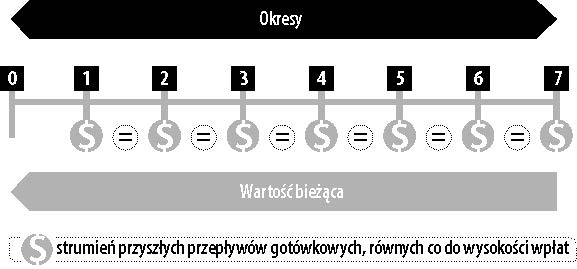 Okresy
0 1 2 3 4 5 6 7
$ = $ = $ = $ = $ = $ = $
Wartość bieżąca
$ strumień przyszłych przepływów gotówkowych, równych co do wysokości wpłat